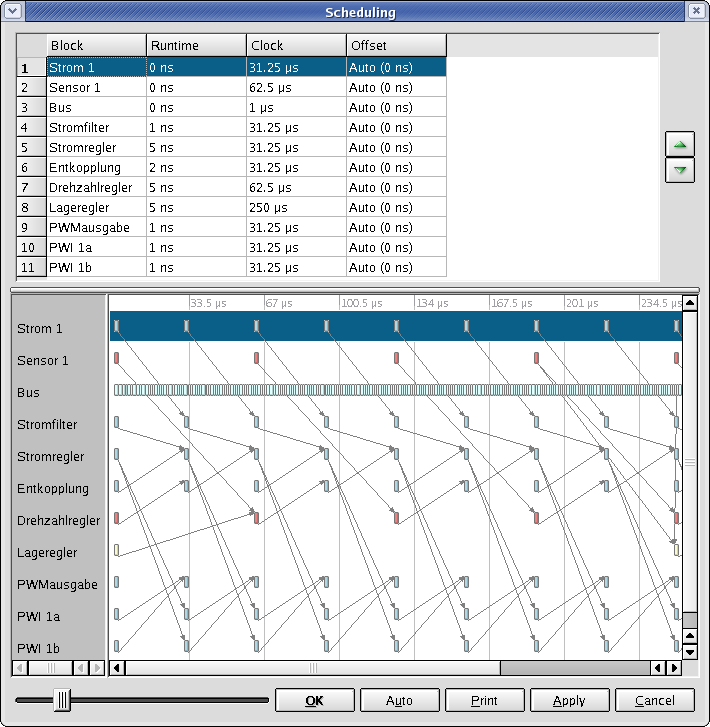 Scheduling
Block Runtime Clock Offset
1 Strom 1 0 ns 31.25 µs Auto (0 ns)
2 Sensor 1 0 ns 62.5 µs Auto (0 ns)
3 Bus 0 ns 1 µs Auto (0 ns)
4 Stromfilter 1 ns 31.25 µs Auto (0 ns)
5 Stromregler 5 ns 31.25 µs Auto (0 ns)
6 Entkopplung 2 ns 31.25 µs Auto (0 ns)
7 Drehzahlregler 5 ns 62.5 µs Auto (0 ns)
8 Lageregler 5 ns 250 µs Auto (0 ns)
9 PWMausgabe 1 ns 31.25 µs Auto (0 ns)
10 PWI 1a 1 ns 31.25 µs Auto (0 ns)
11 PWI 1b 1 ns 31.25 µs Auto (0 ns)
33.5 µs 67 µs 100.5 µs 134 µs 167.5 µs 201 µs 234.5 µs
Strom 1
Sensor 1
Bus
Stromfilter
Stromregler
Entkopplung
Drehzahlregler
Lageregler
PWMausgabe
PWI 1a
PWI 1b
OK Auto Print Apply Cancel